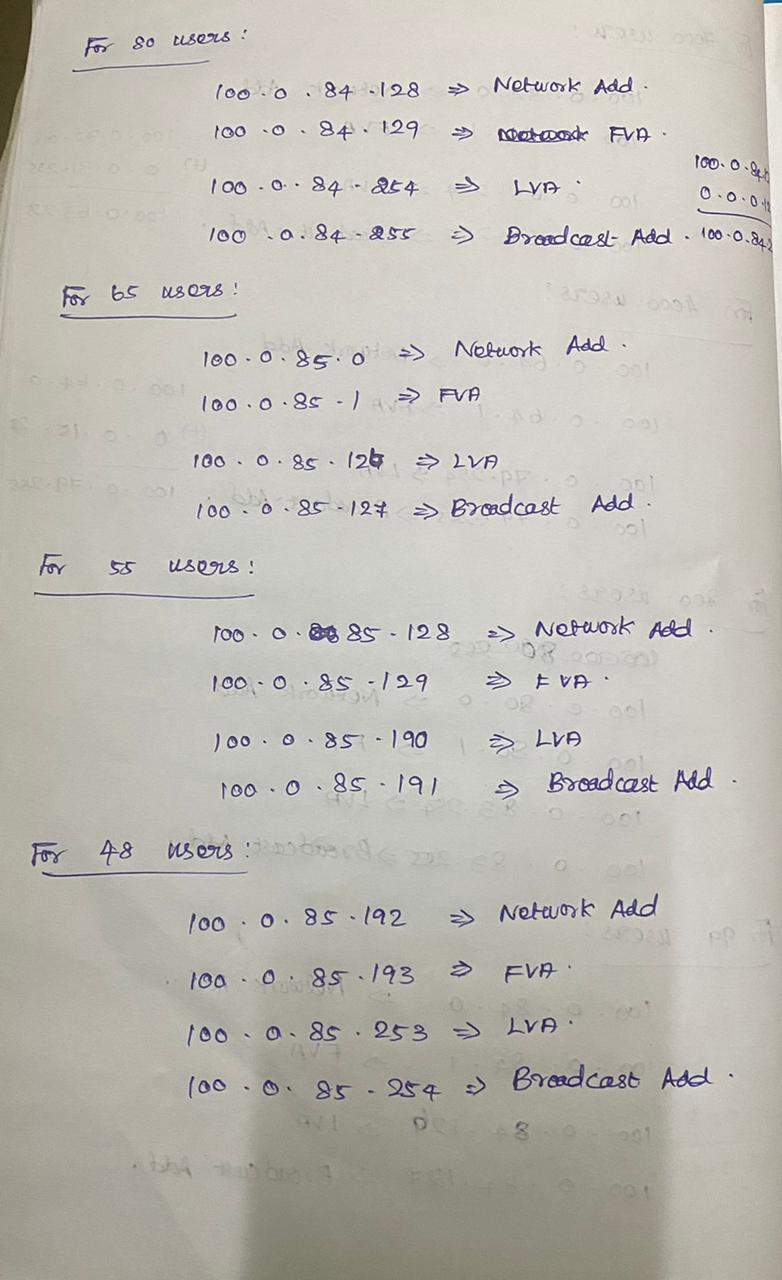 For 80 users:
100.0.84.128 ⇒ Network Add.
100.0.84.129 ⇒ FVA.
100.0.84.254 ⇒ LVA.
100.0.84.255 ⇒ Broadcast Add.
100.0.84
0.0.0.1
100.0.84.2
For 65 users:
100.0.85.0 ⇒ Network Add.
100.0.85.1 ⇒ FVA
100.0.85.126 ⇒ LVA
100.0.85.127 ⇒ Broadcast Add.
For 55 users:
100.0.85.128 ⇒ Network Add.
100.0.85.129 ⇒ FVA.
100.0.85.190 ⇒ LVA
100.0.85.191 ⇒ Broadcast Add.
For 48 users:
100.0.85.192 ⇒ Network Add
100.0.85.193 ⇒ FVA.
100.0.85.253 ⇒ LVA.
100.0.85.254 ⇒ Broadcast Add.